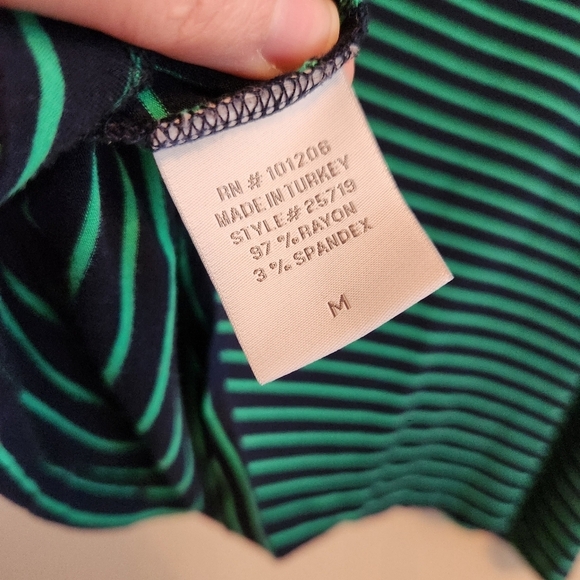 RN # 101206
MADE IN TURKEY
STYLE# 25719
97 % RAYON
3 % SPANDEX
M